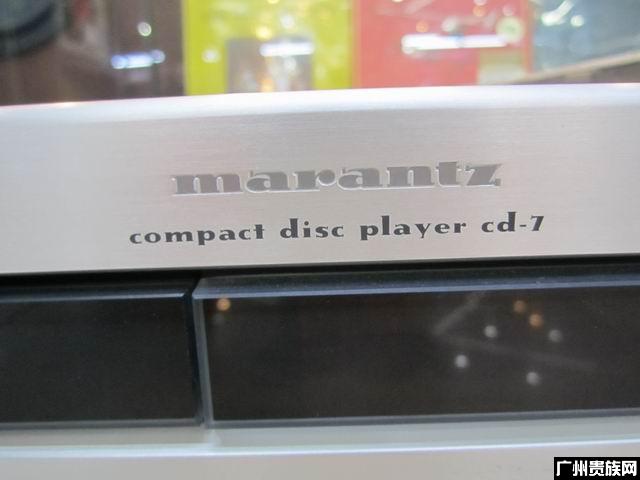 marantz
compact disc player cd-7
广州贵族网